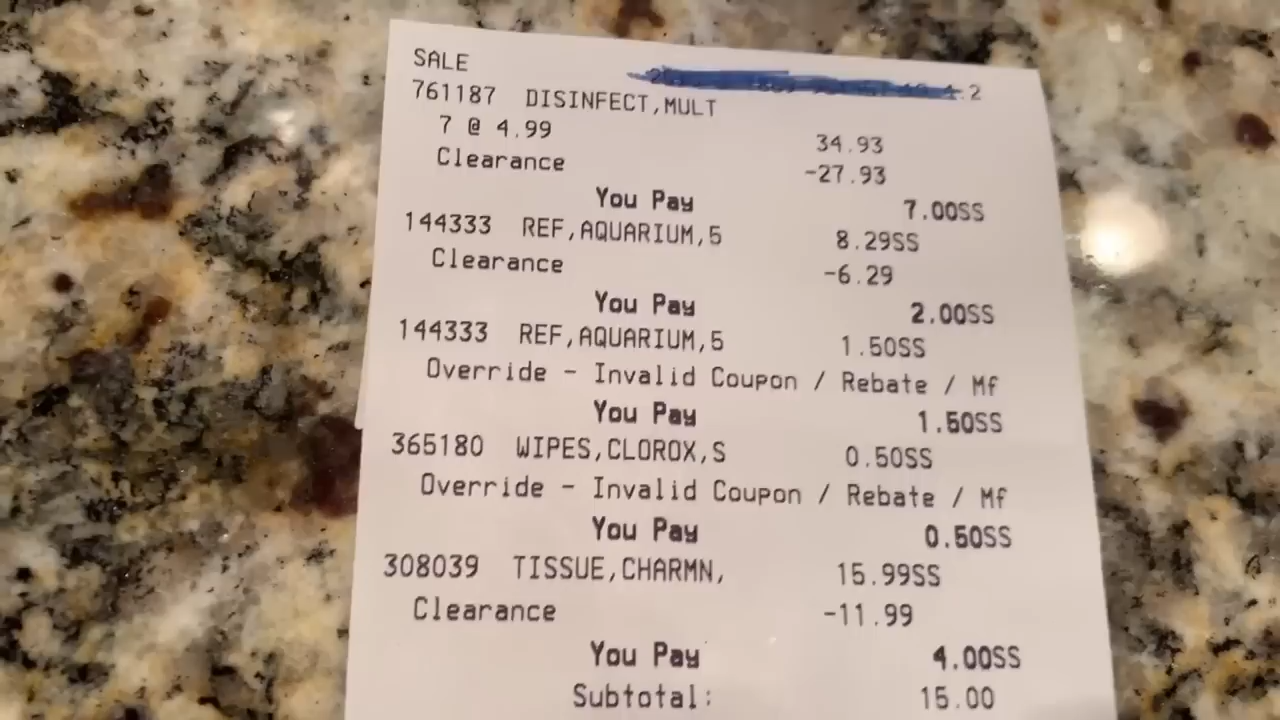 SALE
761187 DISINFECT,MULT
7 @ 4.99 34.93
Clearance -27.93
You Pay 7.00SS
144333 REF,AQUARIUM,5 8.29SS
Clearance -6.29
You Pay 2.00SS
144333 REF,AQUARIUM,5 1.50SS
Override - Invalid Coupon / Rebate / Mf
You Pay 1.50SS
365180 WIPES,CLOROX,S 0.50SS
Override - Invalid Coupon / Rebate / Mf
You Pay 0.50SS
308039 TISSUE,CHARMN, 15.99SS
Clearance -11.99
You Pay 4.00SS
Subtotal: 15.00